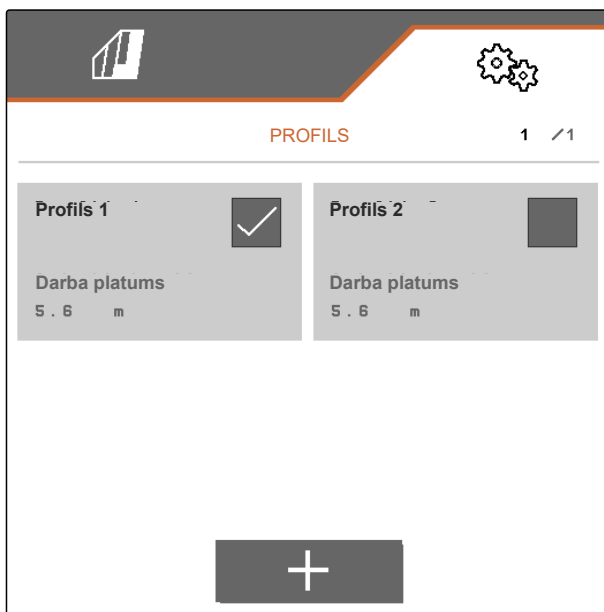 PROFILS 1 /1
Profils 1
Darba platums
5.6 m
Profils 2
Darba platums
5.6 m